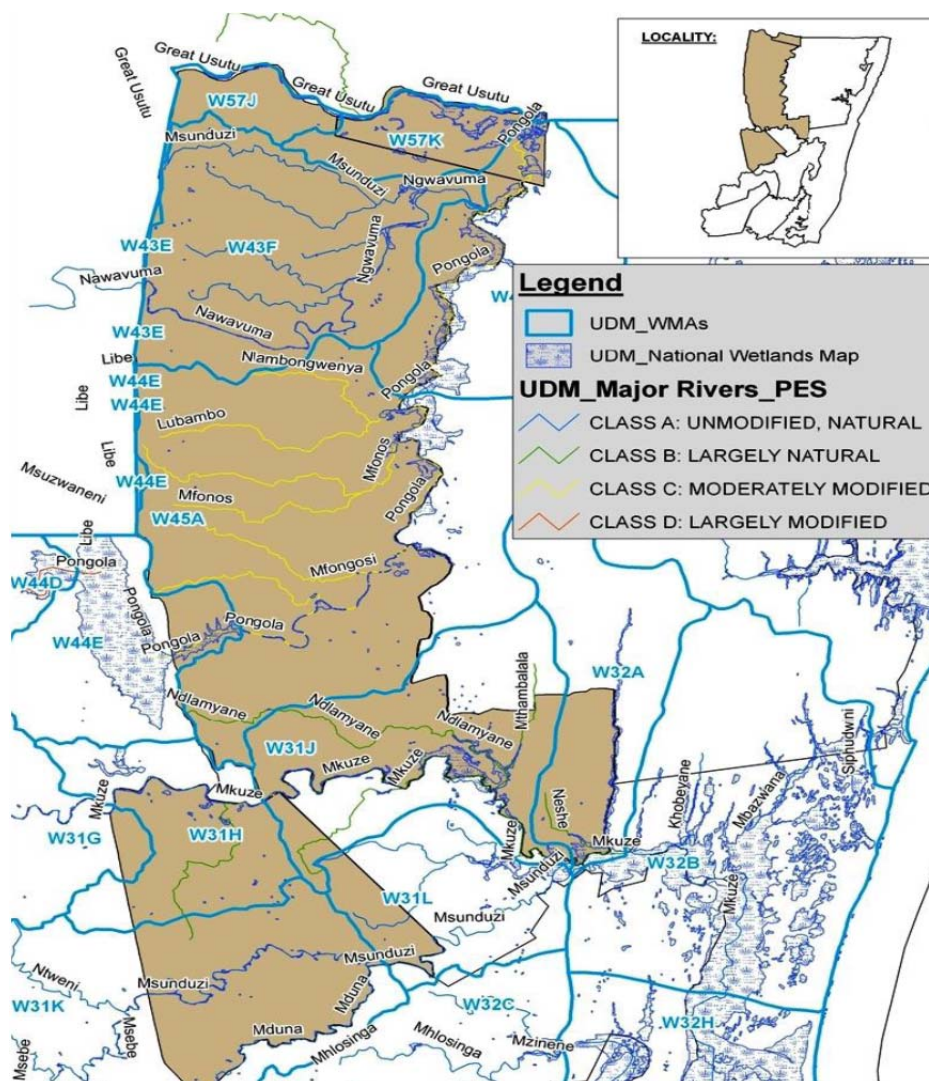 LOCALITY:
Great Usutu
Great Usutu
Great Usutu
Great Usutu
W57J
W57K
Pongola
Msunduzi
Msunduzi
Ngwavuma
W43E
W43F
Ngwavuma
Pongola
Nawavuma
W4
Nawavuma
W43E
Libe
Nlambongwenya
W44E
Pongola
Libe
W44E
Lubambo
Libe
W44E
Mfonos
Msuzwaneni
Mfonos
Pongola
W45A
Libe
Mfongosi
Pongola
W44D
Pongola
W44E
Pongola
Pongola
Legend
UDM_WMAs
UDM_National Wetlands Map
UDM_Major Rivers_PES
CLASS A: UNMODIFIED, NATURAL
CLASS B: LARGELY NATURAL
CLASS C: MODERATELY MODIFIED
CLASS D: LARGELY MODIFIED
Ndlamyane
Ndlamyane
Ndlamyane
Mthambalala
W32A
W31J
Mkuze
Mkuze
Mkuze
Mkuze
W31G
W31H
Neshe
Mkuze
Mkuze
Msunduzi
W32B
Khobeyane
Mbazwana
Siphudwni
Mkuze
W31L
Msunduzi
Msunduzi
Msunduzi
Ntweni
W31K
Msebe
Msebe
Mduna
Mduna
Mhlosinga
W32C
Mhlosinga
Mzinene
W32H